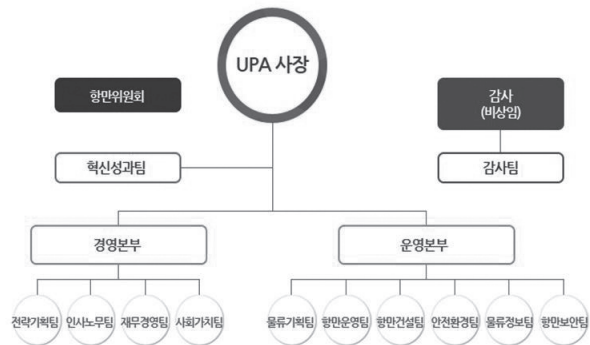 UPA 사장
항만위원회
감사
(비상임)
혁신성과팀
감사팀
경영본부
운영본부
전략기획팀 인사노무팀 재무경영팀 사회가치팀 물류기획팀 항만운영팀 항만건설팀 안전환경팀 물류정보팀 항만보안팀